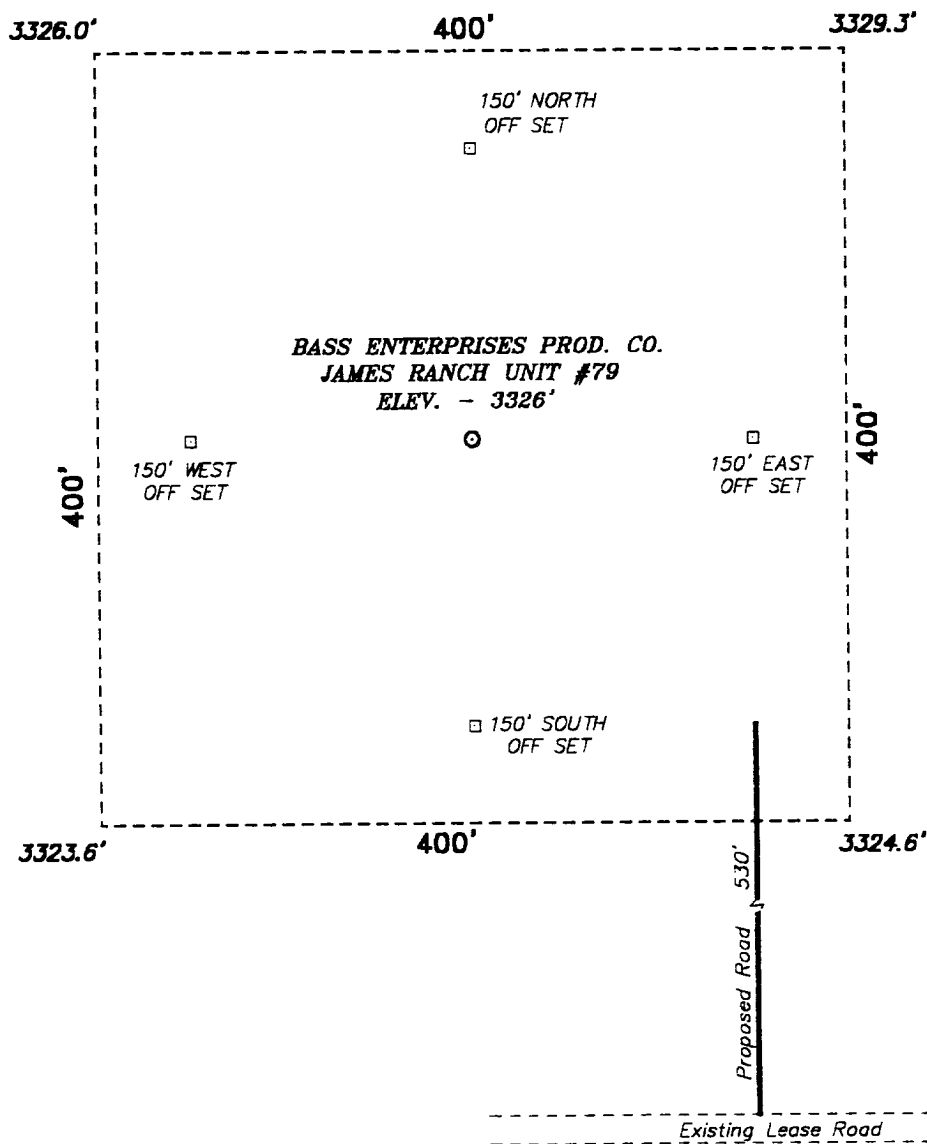 3326.0'
400'
3329.3'
150' NORTH
OFF SET
BASS ENTERPRISES PROD. CO.
JAMES RANCH UNIT #79
ELEV. - 3326'
150' WEST
OFF SET
150' EAST
OFF SET
400'
400'
150' SOUTH
OFF SET
3323.6'
400'
3324.6'
Proposed Road 530'
Existing Lease Road